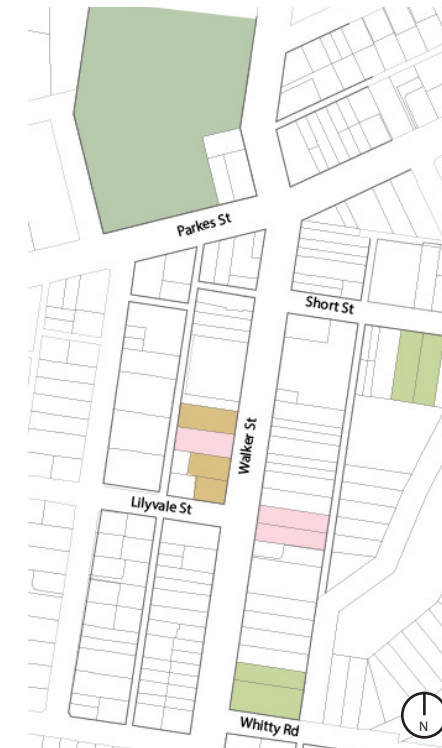 Parkes St
Short St
Walker St
Lilyvale St
Whitty Rd
N